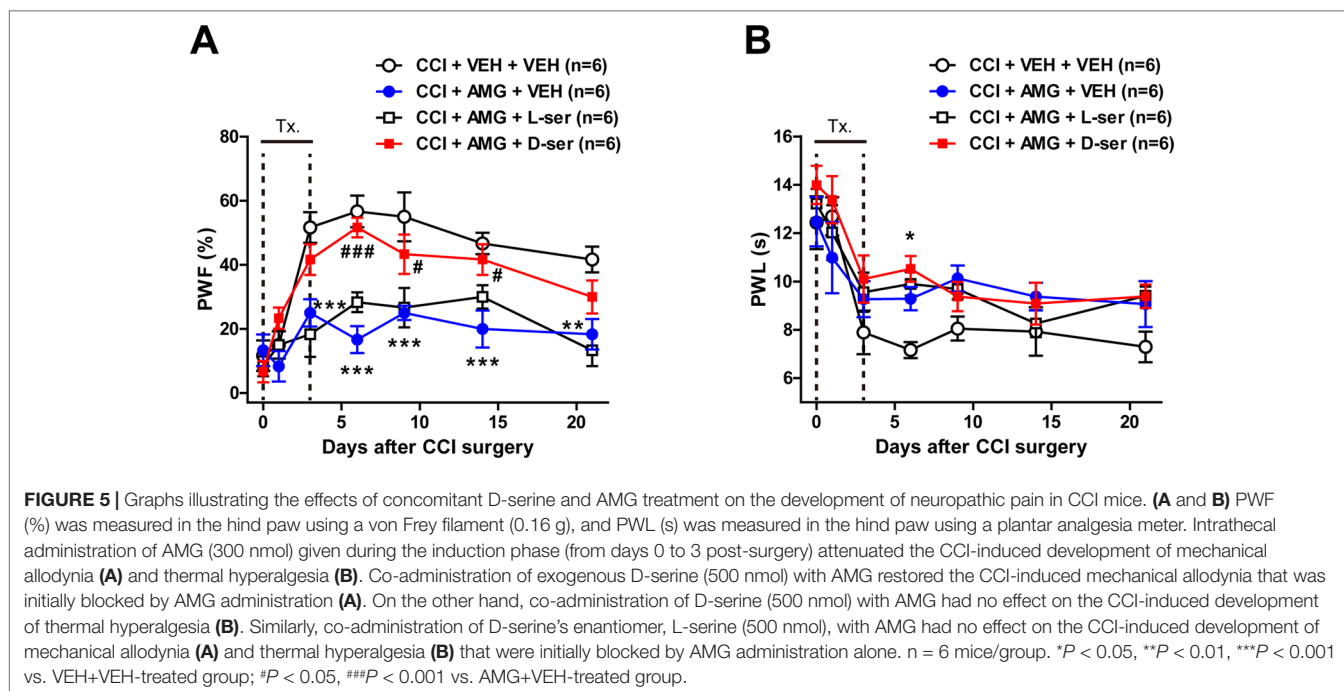 A
CCI + VEH + VEH (n=6)
CCI + AMG + VEH (n=6)
CCI + AMG + L-ser (n=6)
CCI + AMG + D-ser (n=6)
Tx.
80
60
40
20
0
PWF (%)
***
###
#
#
***
***
***
**
0
5
10
15
20
Days after CCI surgery
B
CCI + VEH + VEH (n=6)
CCI + AMG + VEH (n=6)
CCI + AMG + L-ser (n=6)
CCI + AMG + D-ser (n=6)
Tx.
16
14
12
10
8
6
PWL (s)
*
0
5
10
15
20
Days after CCI surgery
FIGURE 5 | Graphs illustrating the effects of concomitant D-serine and AMG treatment on the development of neuropathic pain in CCI mice. (A and B) PWF
(%) was measured in the hind paw using a von Frey filament (0.16 g), and PWL (s) was measured in the hind paw using a plantar analgesia meter. Intrathecal
administration of AMG (300 nmol) given during the induction phase (from days 0 to 3 post-surgery) attenuated the CCI-induced development of mechanical
allodynia (A) and thermal hyperalgesia (B). Co-administration of exogenous D-serine (500 nmol) with AMG restored the CCI-induced mechanical allodynia that was
initially blocked by AMG administration (A). On the other hand, co-administration of D-serine (500 nmol) with AMG had no effect on the CCI-induced development
of thermal hyperalgesia (B). Similarly, co-administration of D-serine's enantiomer, L-serine (500 nmol), with AMG had no effect on the CCI-induced development of
mechanical allodynia (A) and thermal hyperalgesia (B) that were initially blocked by AMG administration alone. n = 6 mice/group. *P < 0.05, **P < 0.01, ***P < 0.001
vs. VEH+VEH-treated group; #P < 0.05, ###P < 0.001 vs. AMG+VEH-treated group.